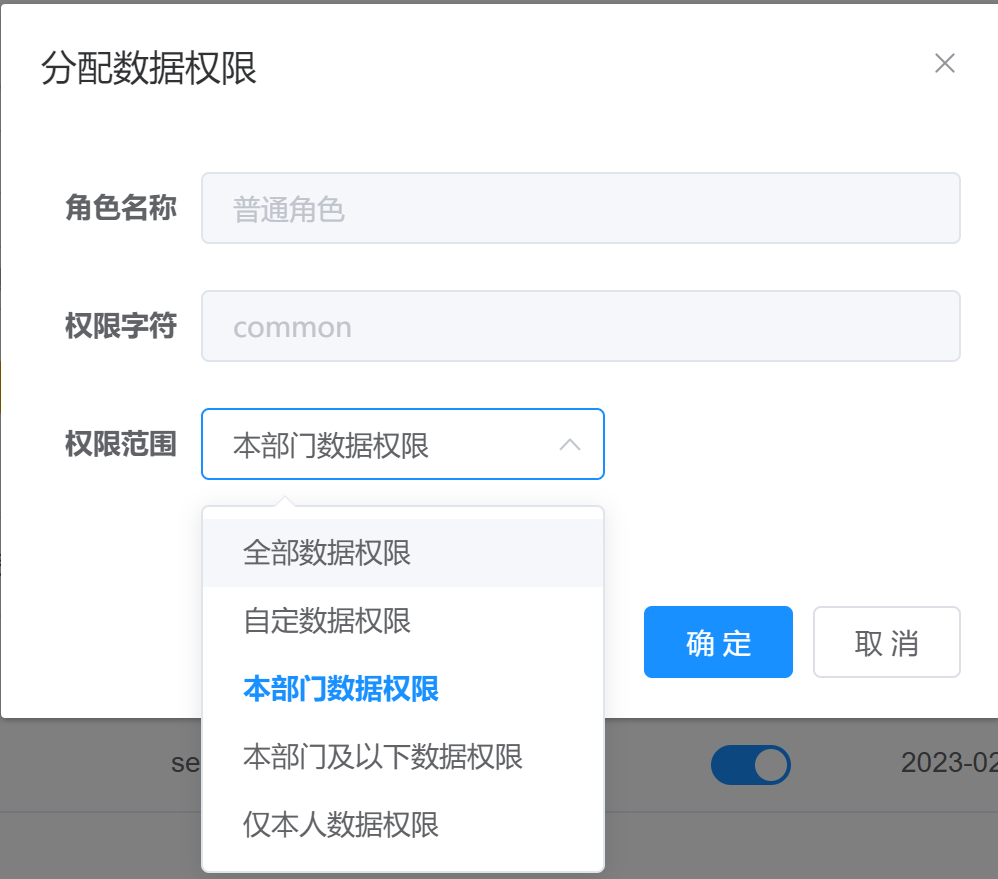 分配数据权限
角色名称
普通角色
权限字符
common
权限范围
本部门数据权限
全部数据权限
自定数据权限
本部门数据权限
本部门及以下数据权限
仅本人数据权限
确 定
取 消
se
2023-02